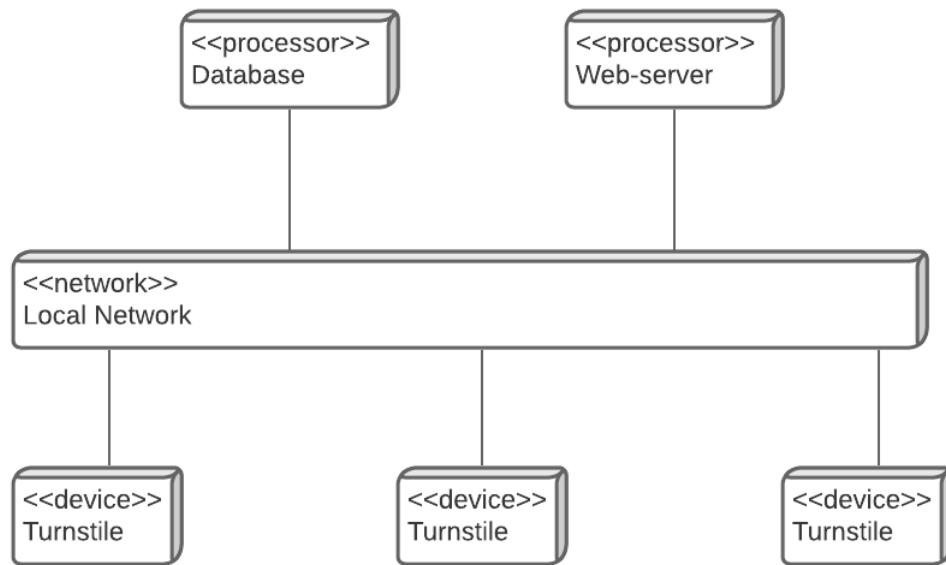 <<processor>>
Database
<<processor>>
Web-server
<<network>>
Local Network
<<device>>
Turnstile
<<device>>
Turnstile
<<device>>
Turnstile